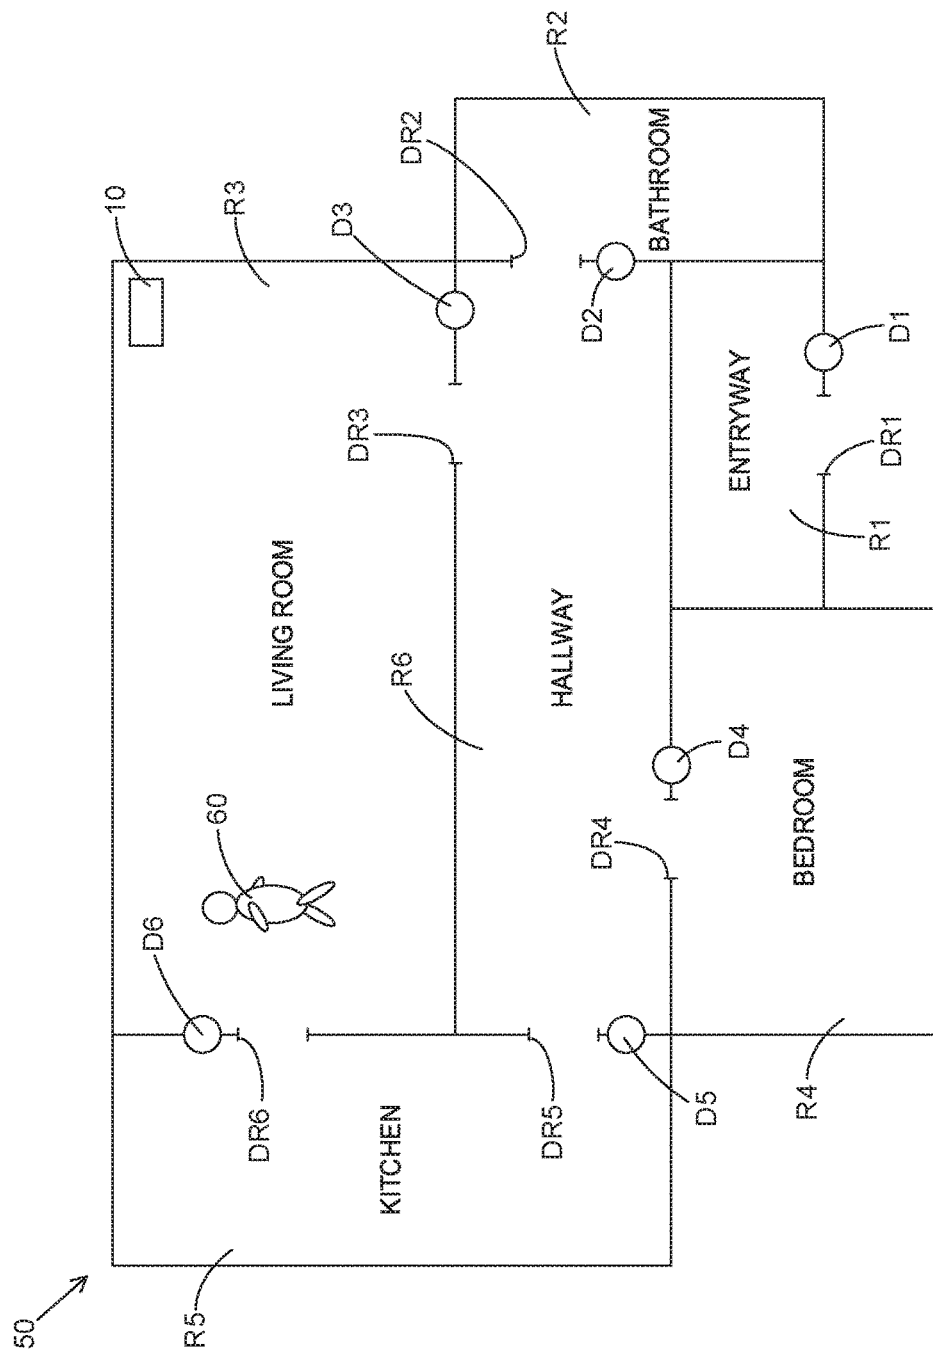 50
R5
KITCHEN
DR6
D6
60
LIVING ROOM
10
R3
D3
DR2
R2
DR3
R6
HALLWAY
D2
BATHROOM
DR5
D5
DR4
D4
R4
BEDROOM
ENTRYWAY
R1
DR1
D1